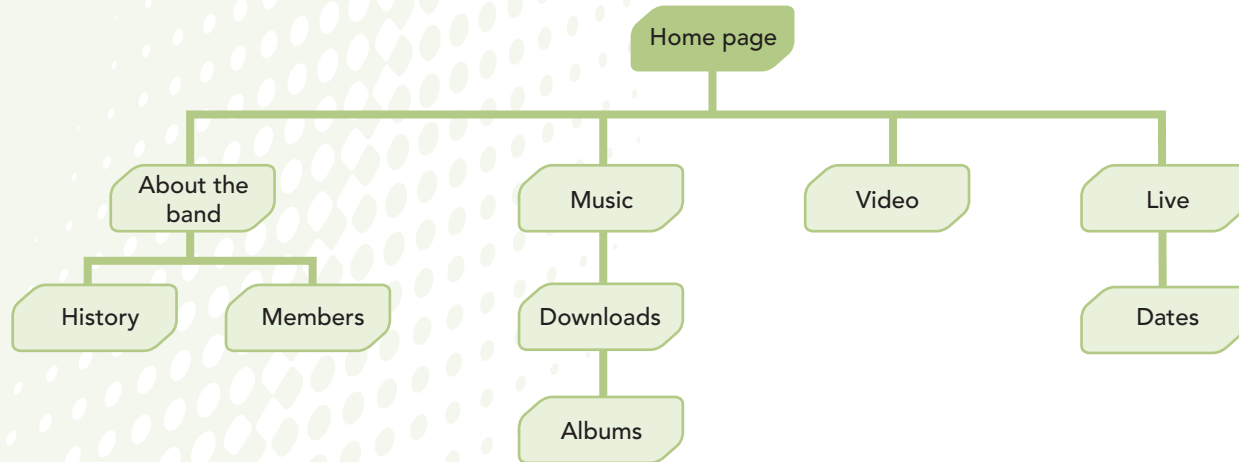 Home page
About the
band
Music
Video
Live
History
Members
Downloads
Dates
Albums